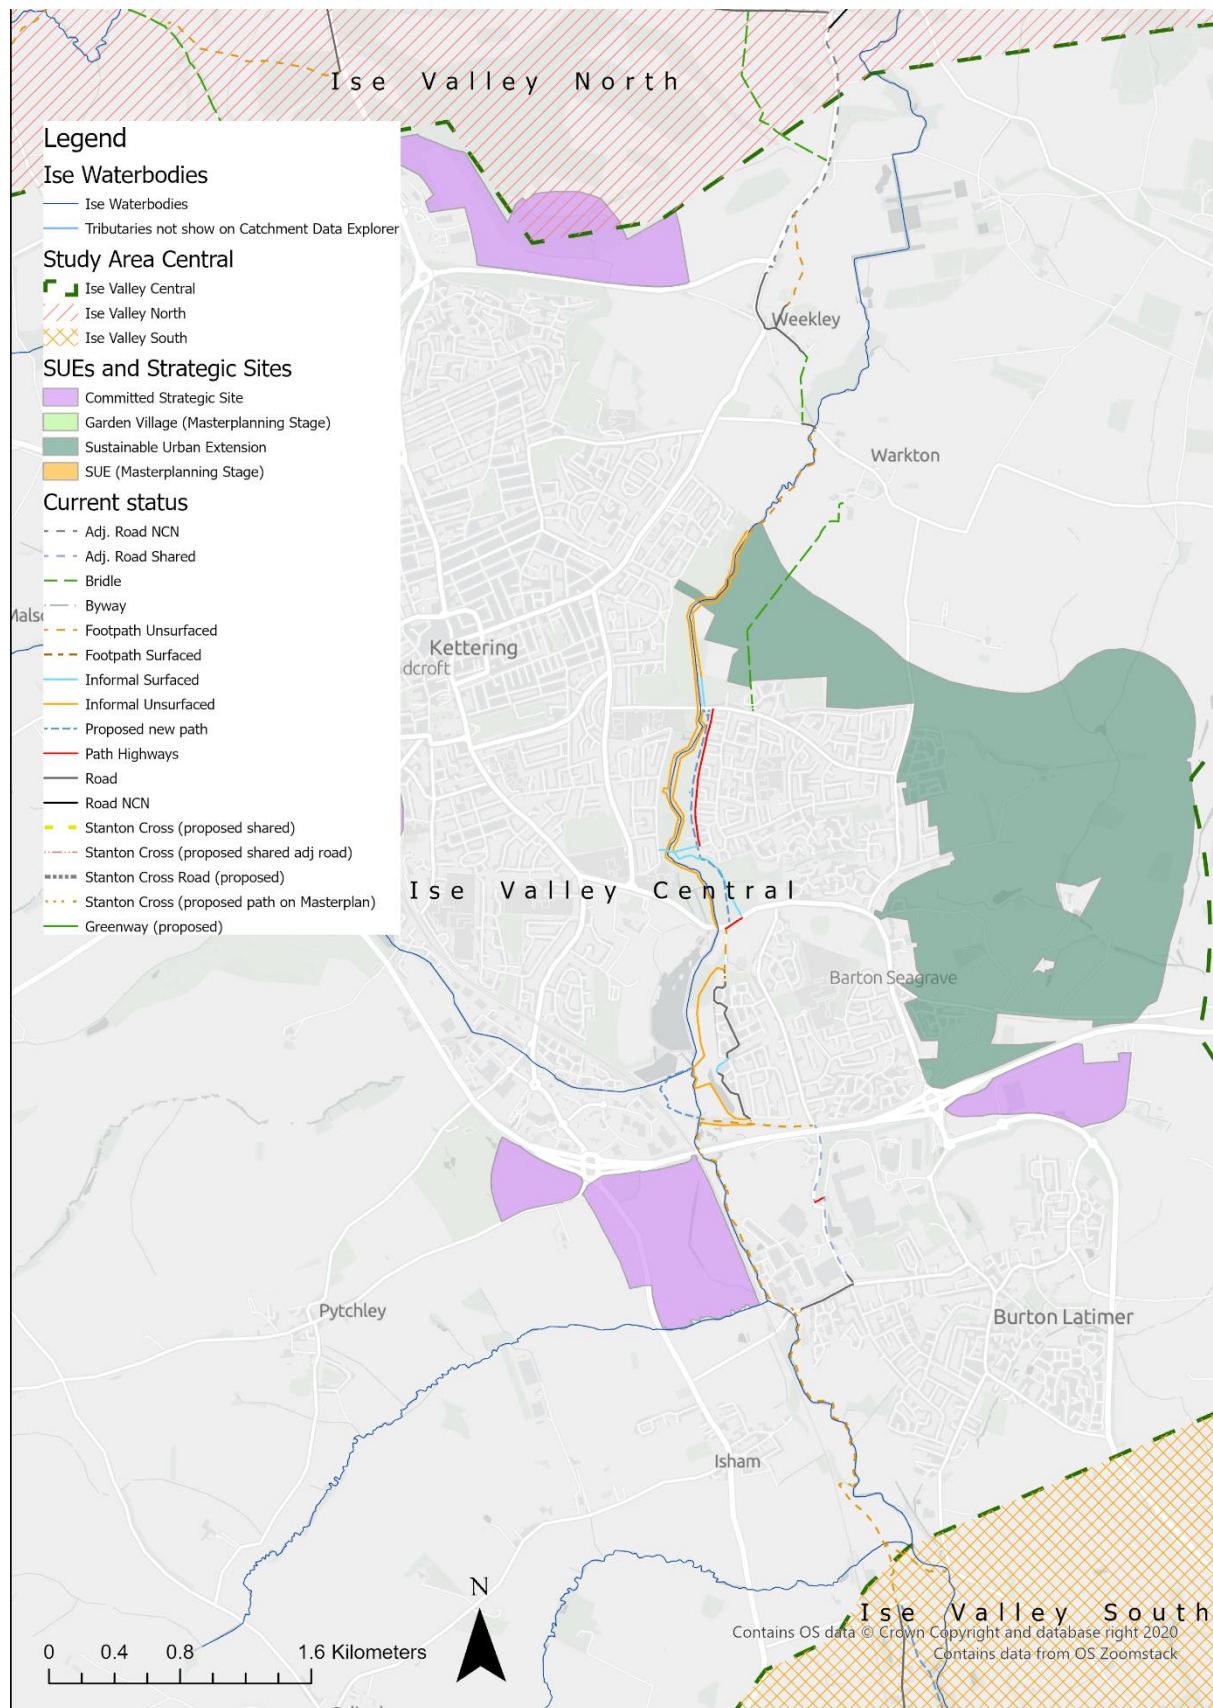 Ise Valley North
Legend
Ise Waterbodies
Ise Waterbodies
Tributaries not show on Catchment Data Explorer
Study Area Central
Ise Valley Central
Ise Valley North
Ise Valley South
SUEs and Strategic Sites
Committed Strategic Site
Garden Village (Masterplanning Stage)
Sustainable Urban Extension
SUE (Masterplanning Stage)
Current status
Adj. Road NCN
Adj. Road Shared
Bridle
Byway
Footpath Unsurfaced
Footpath Surfaced
Informal Surfaced
Informal Unsurfaced
Proposed new path
Path Highways
Road
Road NCN
Stanton Cross (proposed shared)
Stanton Cross (proposed shared adj road)
Stanton Cross Road (proposed)
Stanton Cross (proposed path on Masterplan)
Greenway (proposed)
Weekley
Warkton
Kettering
Ise Valley Central
Barton Seagrave
Pytchley
Burton Latimer
Isham
N
Ise Valley South
0 0.4 0.8 1.6 Kilometers
Contains OS data © Crown Copyright and database right 2020
Contains data from OS Zoomstack